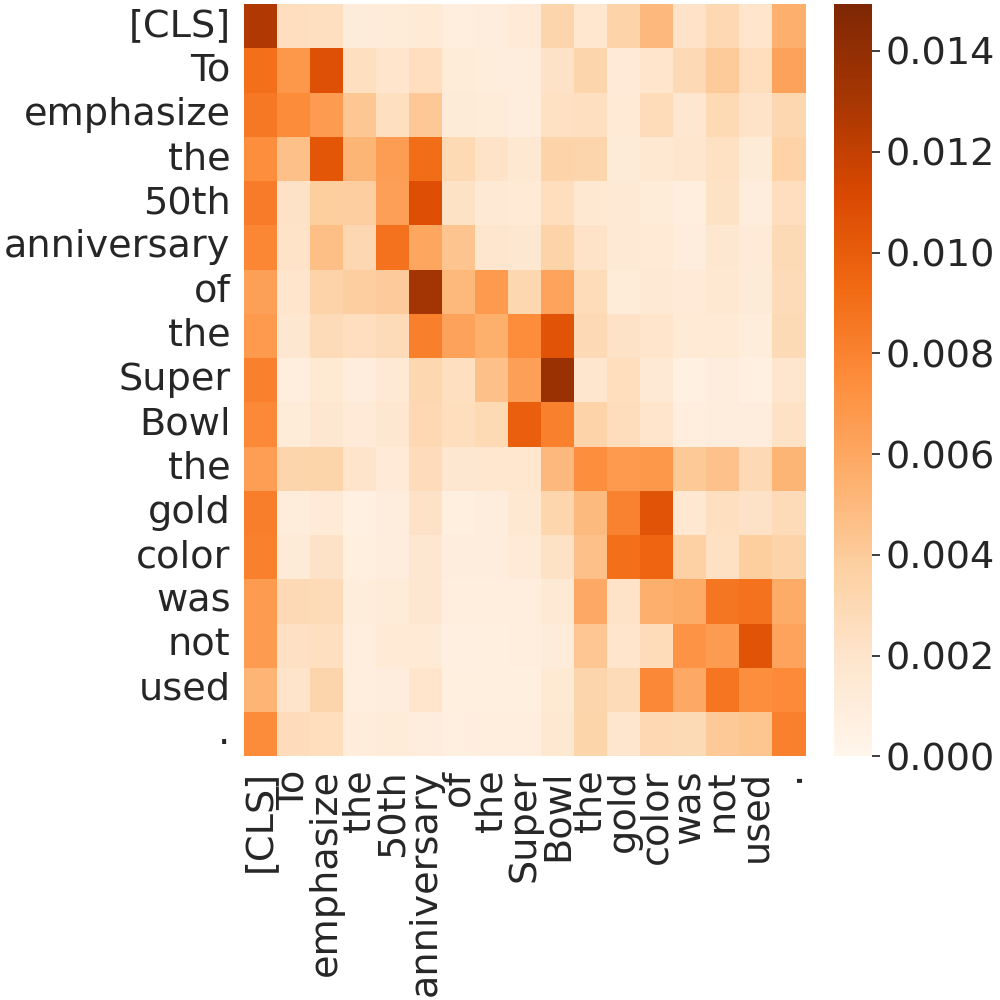 [CLS]
To
emphasize
the
50th
anniversary
of
the
Super
Bowl
the
gold
color
was
not
used
.
0.014
0.012
0.010
0.008
0.006
0.004
0.002
0.000
[CLS]
To
emphasize
the
50th
anniversary
of
the
Super
Bowl
the
gold
color
was
not
used
.